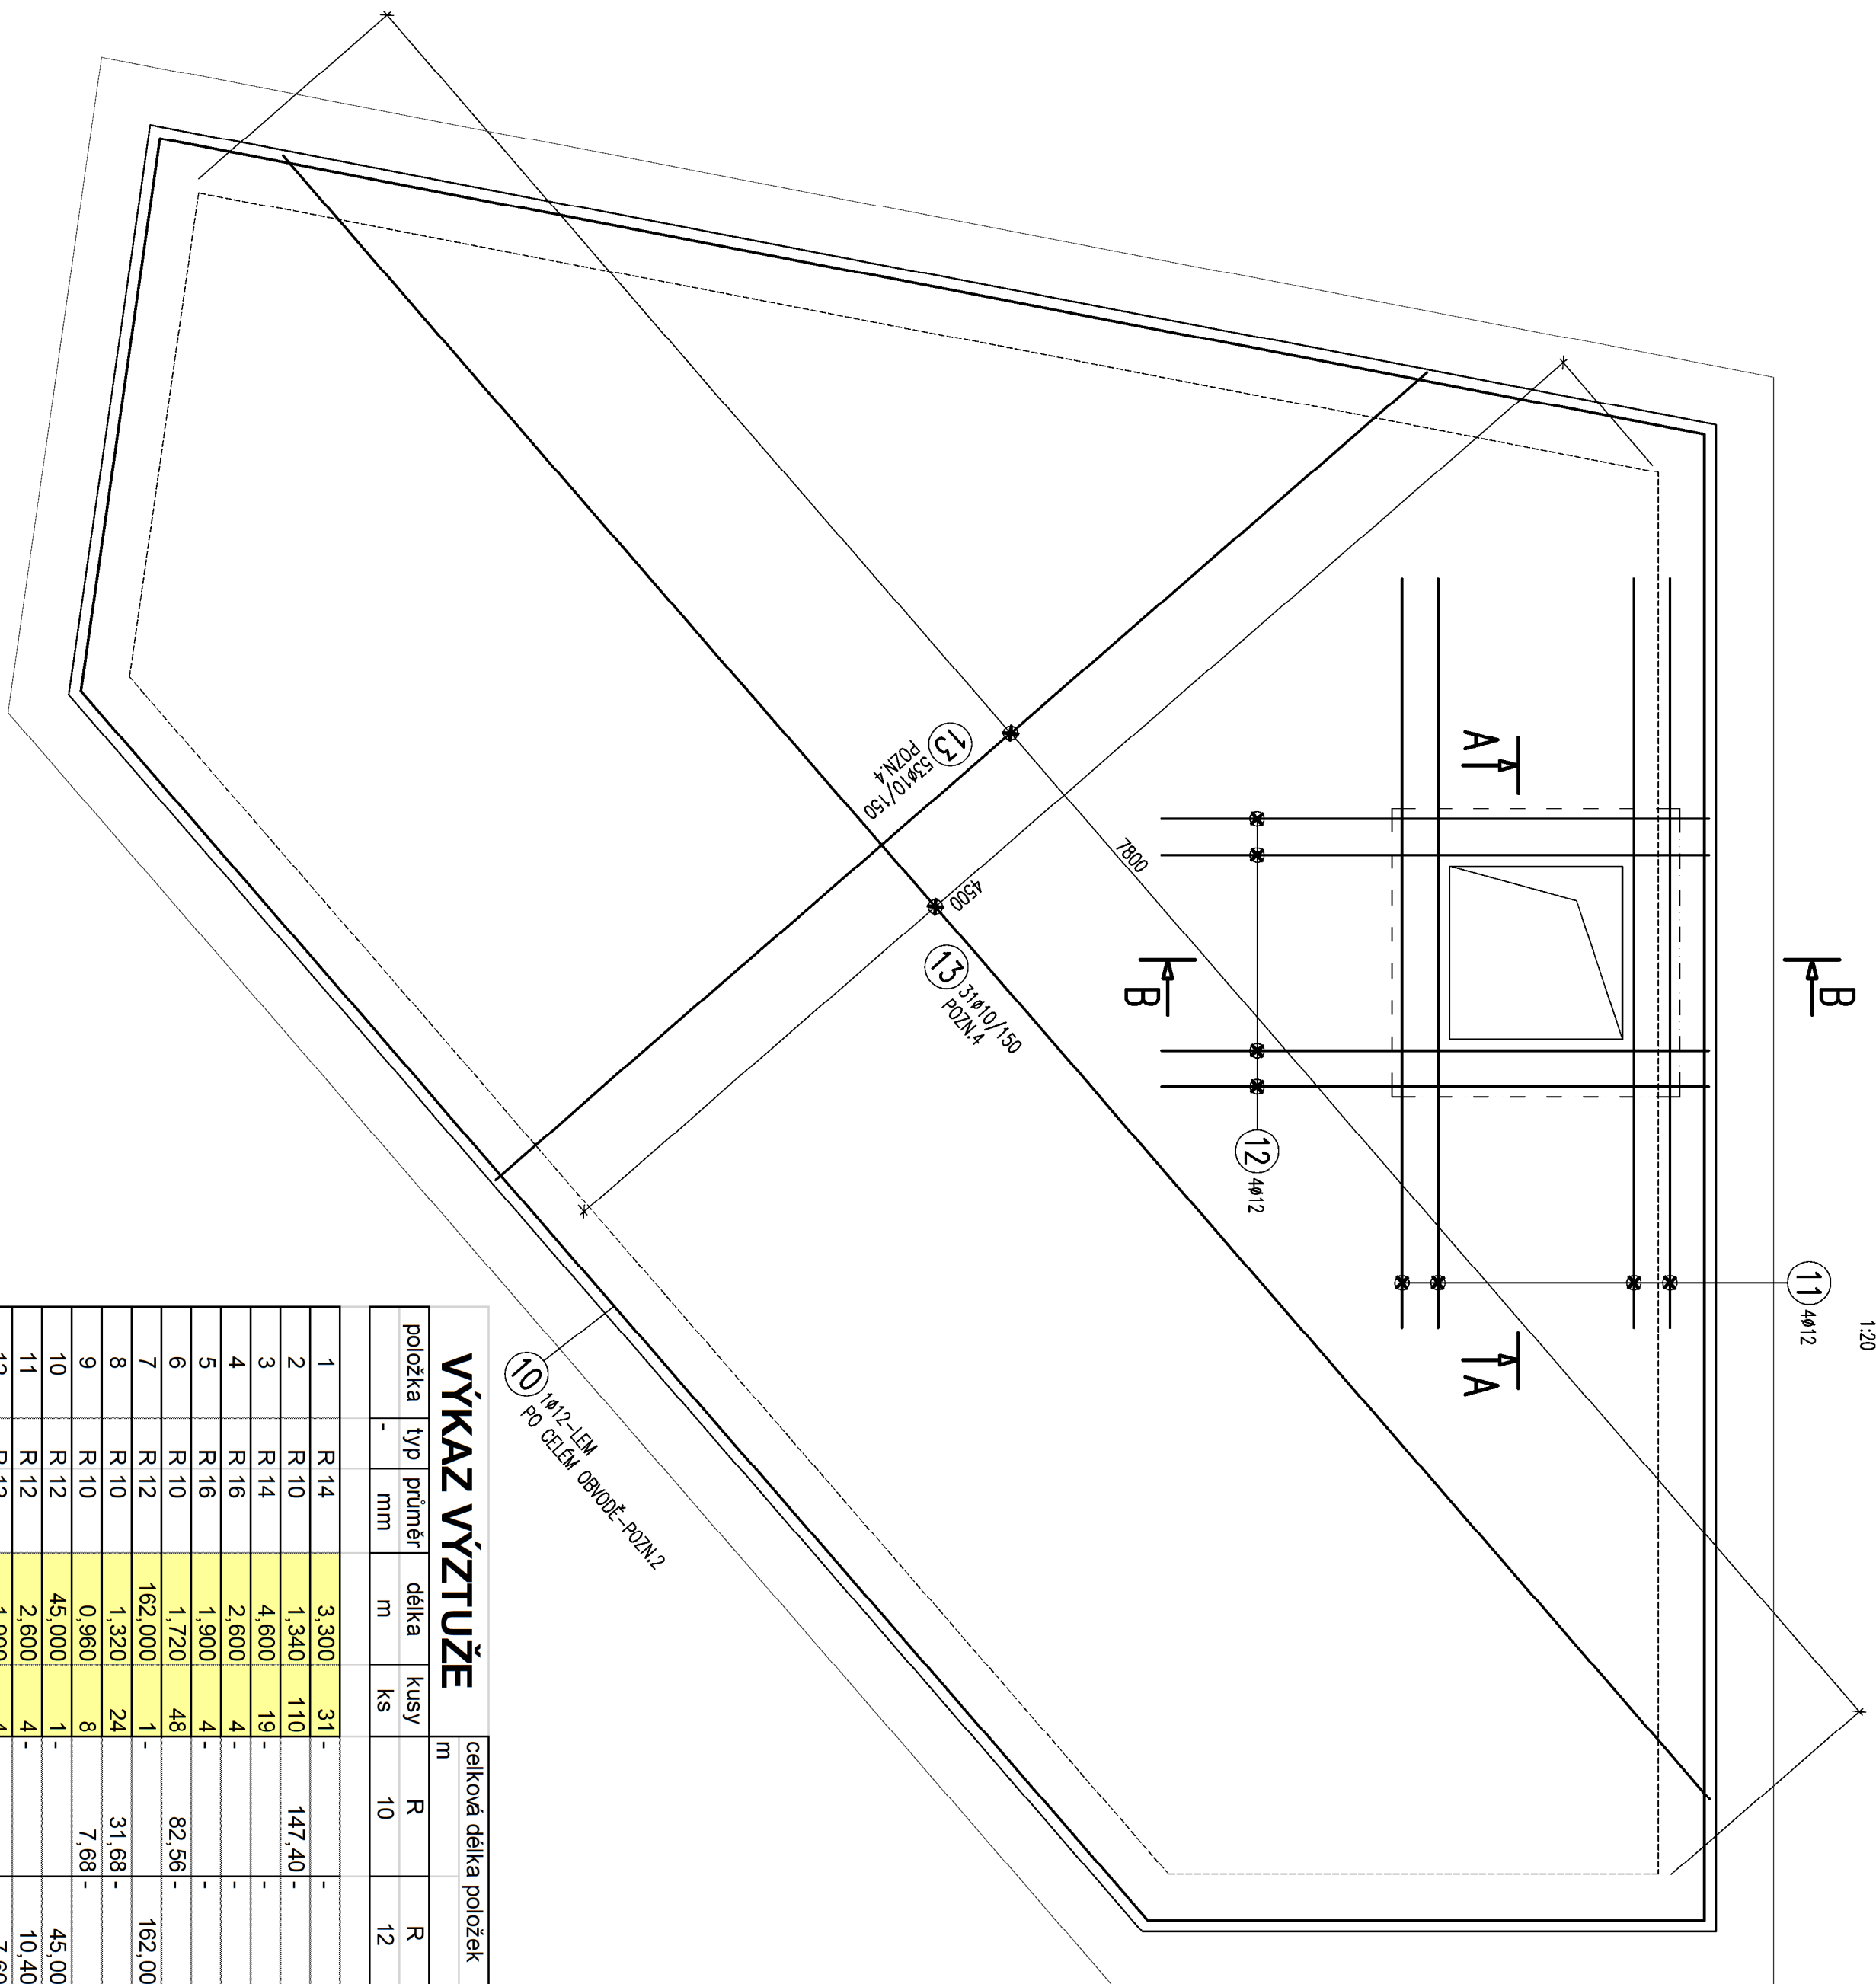 1:20
11 4ø12
B
B
A
A
12 4ø12
7800
4500
13 53ø10/150
POZN.4
13 31ø10/150
POZN.4
10 1ø12-LEM
PO CELÉM OBVODĚ-POZN.2
VÝKAZ VÝZTUŽE
celková délka položek
m
položka typ průměr délka kusy R R
- mm m ks 10 12
1 R 14 3,300 31 - -
2 R 10 1,340 110 147,40 -
3 R 14 4,600 19 - -
4 R 16 2,600 4 - -
5 R 16 1,900 4 - -
6 R 10 1,720 48 82,56 -
7 R 12 162,000 1 - 162,00
8 R 10 1,320 24 31,68 -
9 R 10 0,960 8 7,68 -
10 R 12 45,000 1 - 45,00
11 R 12 2,600 4 - 10,40